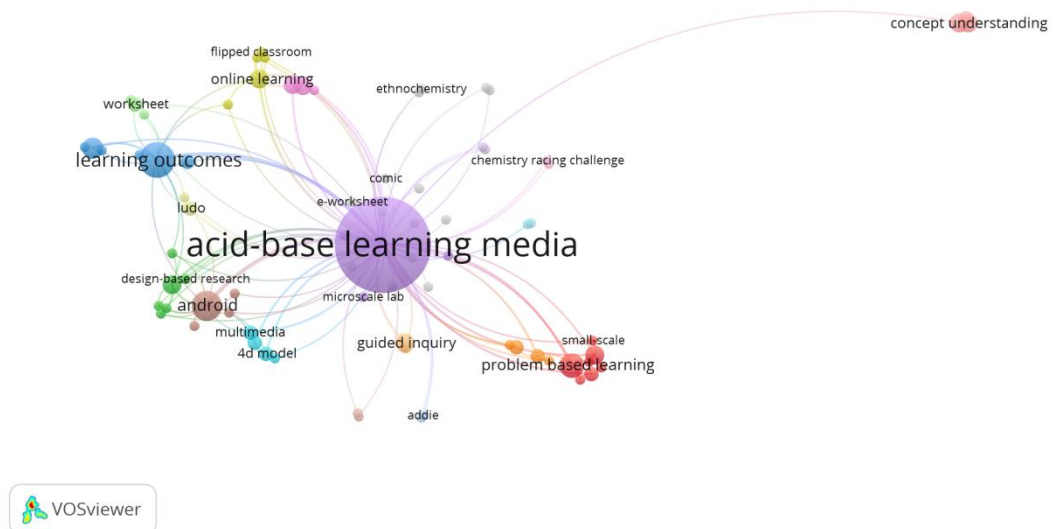 concept understanding
flipped classroom
online learning
ethnochemistry
worksheet
learning outcomes
chemistry racing challenge
comic
e-worksheet
ludo
acid-base learning media
design-based research
microscale lab
android
multimedia
4d model
guided inquiry
small-scale
problem based learning
addie
VOSviewer